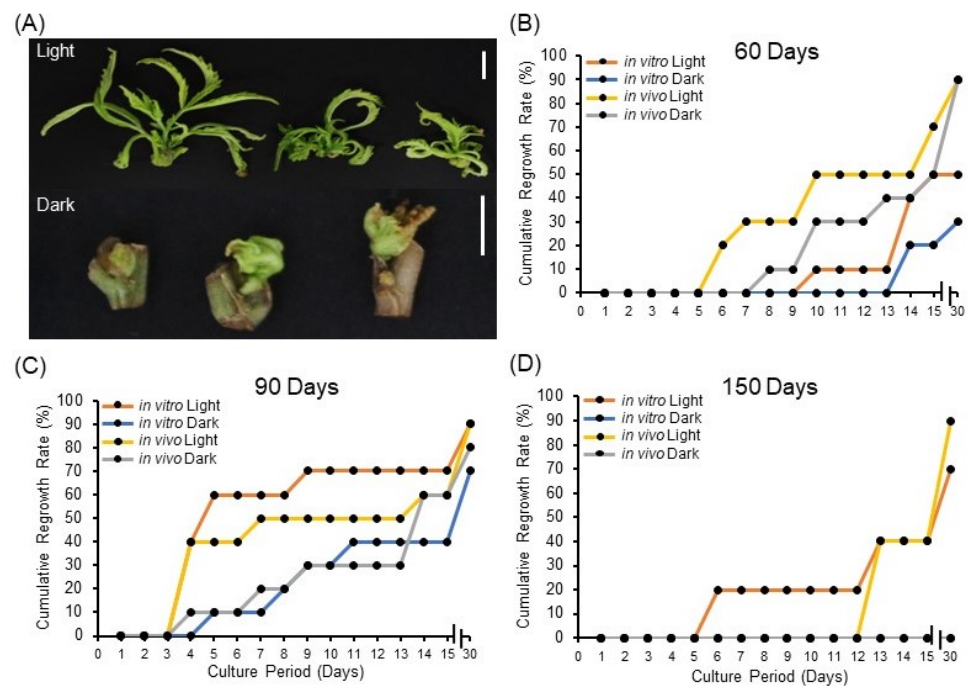 (A)
Light
Dark
(B)
60 Days
in vitro Light
in vitro Dark
in vivo Light
in vivo Dark
Cumulative Regrowth Rate (%)
100
90
80
70
60
50
40
30
20
10
0
0 1 2 3 4 5 6 7 8 9 10 11 12 13 14 15 30
(C)
90 Days
in vitro Light
in vitro Dark
in vivo Light
in vivo Dark
Cumulative Regrowth Rate (%)
100
90
80
70
60
50
40
30
20
10
0
0 1 2 3 4 5 6 7 8 9 10 11 12 13 14 15 30
Culture Period (Days)
(D)
150 Days
in vitro Light
in vitro Dark
in vivo Light
in vivo Dark
Cumulative Regrowth Rate (%)
100
90
80
70
60
50
40
30
20
10
0
0 1 2 3 4 5 6 7 8 9 10 11 12 13 14 15 30
Culture Period (Days)